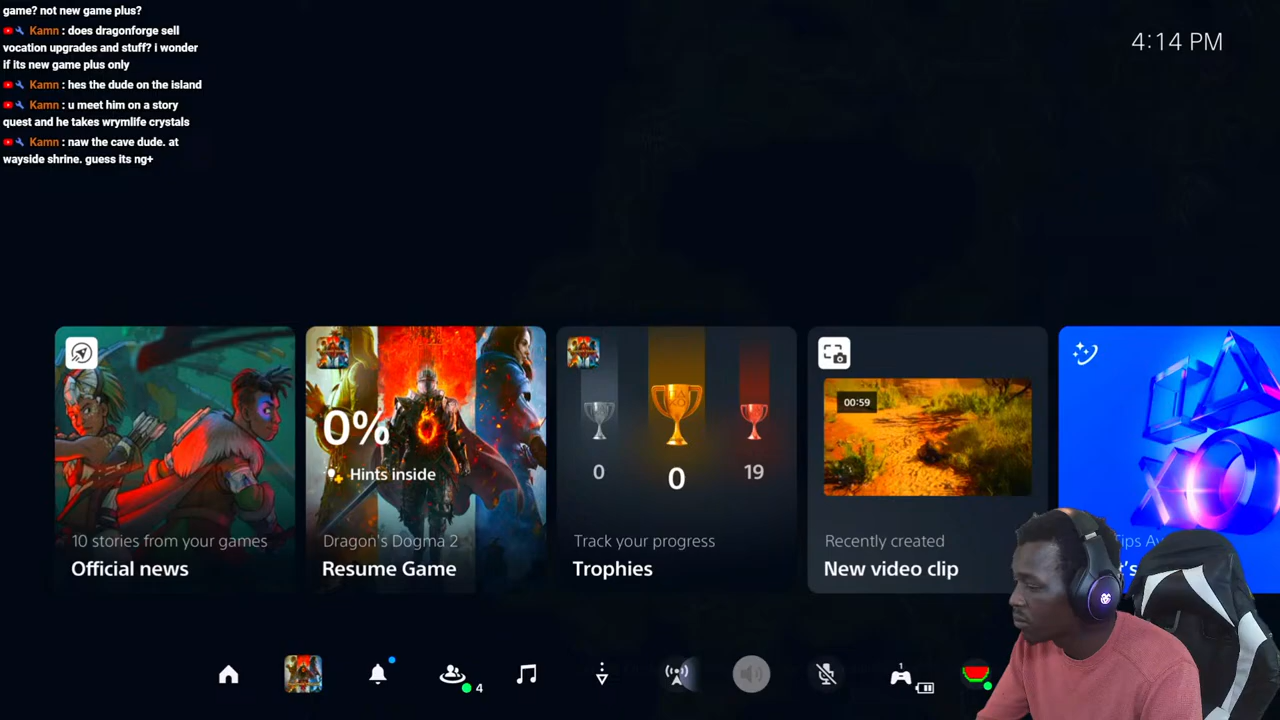 game? not new game plus?
Kamn : does dragonforge sell
vocation upgrades and stuff? i wonder
if its new game plus only
Kamn : hes the dude on the island
Kamn : u meet him on a story
quest and he takes wrymlife crystals
Kamn : naw the cave dude. at
wayside shrine. guess its ng+
4:14 PM
10 stories from your games
Official news
0%
Hints inside
Dragon's Dogma 2
Resume Game
0
0
19
Track your progress
Trophies
00:59
Recently created
New video clip
4
1